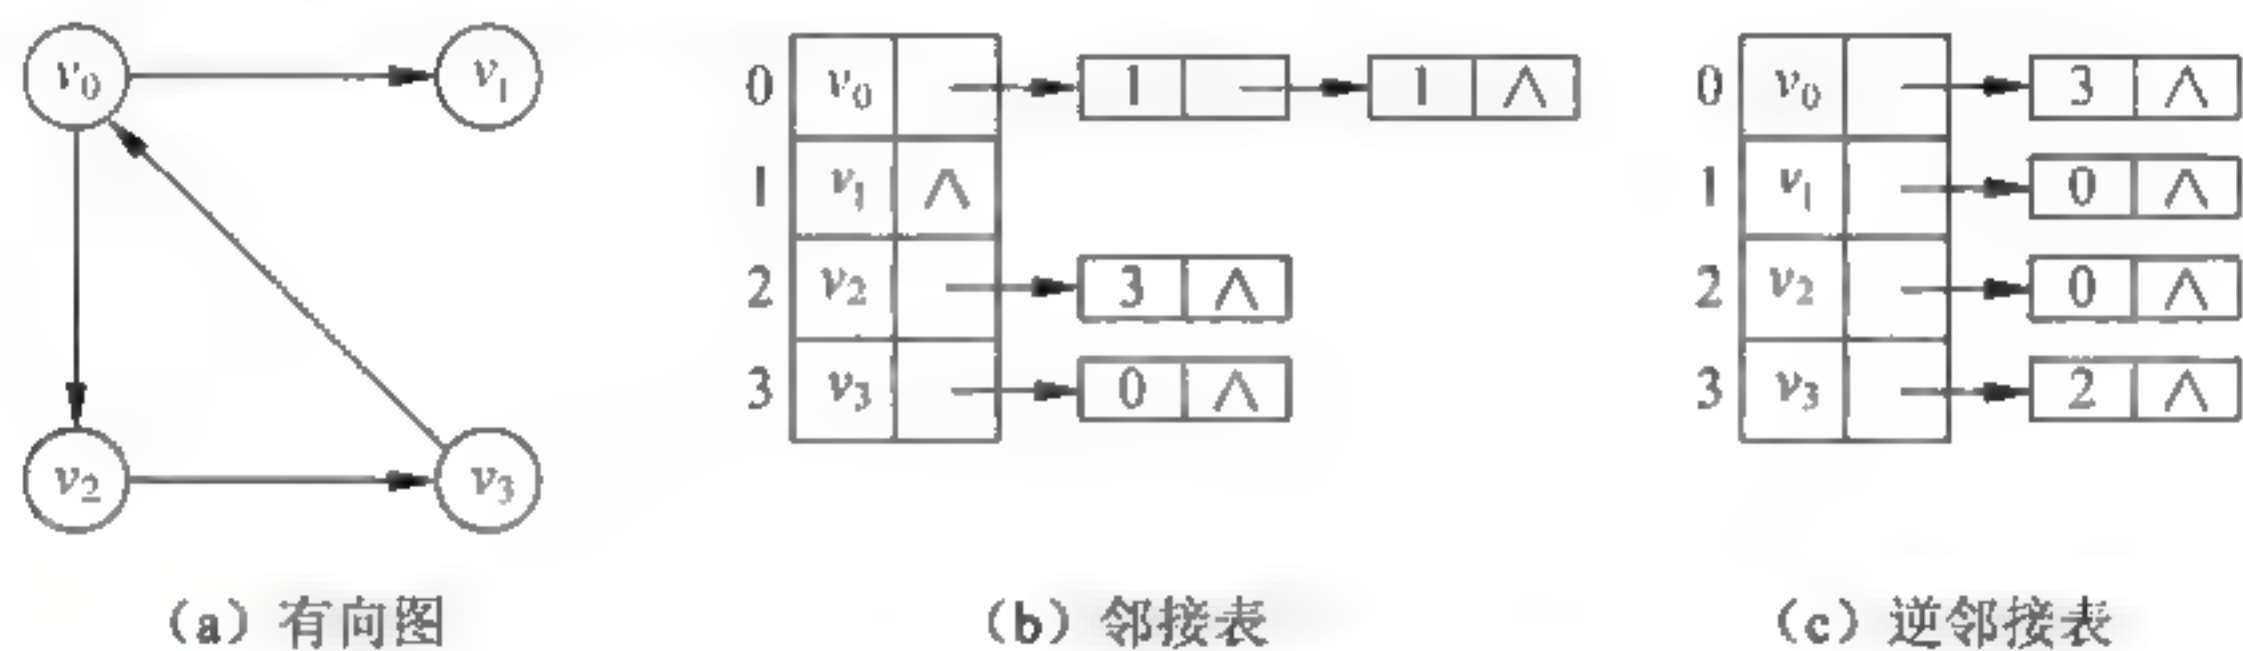 v₀ v₁
v₂ v₃
(a) 有向图
0 v₀ 1 1 ∧
1 v₁ ∧
2 v₂ 3 ∧
3 v₃ 0 ∧
(b) 邻接表
0 v₀ 3 ∧
1 v₁ 0 ∧
2 v₂ 0 ∧
3 v₃ 2 ∧
(c) 逆邻接表